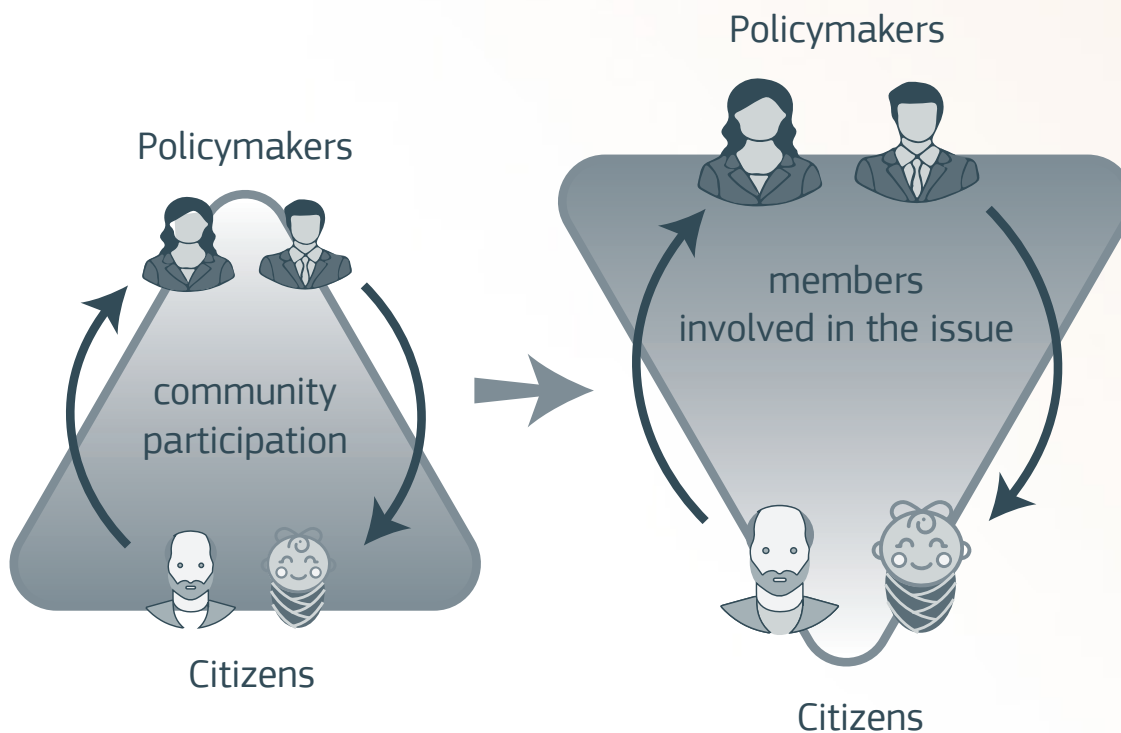 Policymakers
community
participation
Citizens
Policymakers
members
involved in the issue
Citizens